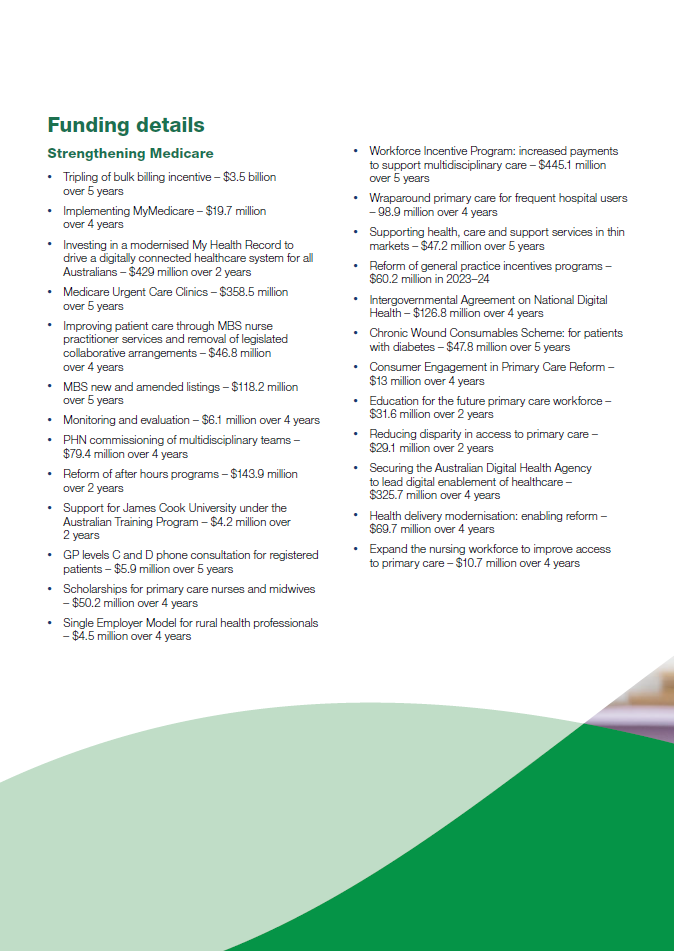 Funding details
Strengthening Medicare
• Tripling of bulk billing incentive – $3.5 billion
over 5 years
• Implementing MyMedicare – $19.7 million
over 4 years
• Investing in a modernised My Health Record to
drive a digitally connected healthcare system for all
Australians – $429 million over 2 years
• Medicare Urgent Care Clinics – $358.5 million
over 5 years
• Improving patient care through MBS nurse
practitioner services and removal of legislated
collaborative arrangements – $46.8 million
over 4 years
• MBS new and amended listings – $118.2 million
over 5 years
• Monitoring and evaluation – $6.1 million over 4 years
• PHN commissioning of multidisciplinary teams –
$79.4 million over 4 years
• Reform of after hours programs – $143.9 million
over 2 years
• Support for James Cook University under the
Australian Training Program – $4.2 million over
2 years
• GP levels C and D phone consultation for registered
patients – $5.9 million over 5 years
• Scholarships for primary care nurses and midwives
– $50.2 million over 4 years
• Single Employer Model for rural health professionals
– $4.5 million over 4 years
• Workforce Incentive Program: increased payments
to support multidisciplinary care – $445.1 million
over 5 years
• Wraparound primary care for frequent hospital users
– 98.9 million over 4 years
• Supporting health, care and support services in thin
markets – $47.2 million over 5 years
• Reform of general practice incentives programs –
$60.2 million in 2023–24
• Intergovernmental Agreement on National Digital
Health – $126.8 million over 4 years
• Chronic Wound Consumables Scheme: for patients
with diabetes – $47.8 million over 5 years
• Consumer Engagement in Primary Care Reform –
$13 million over 4 years
• Education for the future primary care workforce –
$31.6 million over 2 years
• Reducing disparity in access to primary care –
$29.1 million over 2 years
• Securing the Australian Digital Health Agency
to lead digital enablement of healthcare –
$325.7 million over 4 years
• Health delivery modernisation: enabling reform –
$69.7 million over 4 years
• Expand the nursing workforce to improve access
to primary care – $10.7 million over 4 years